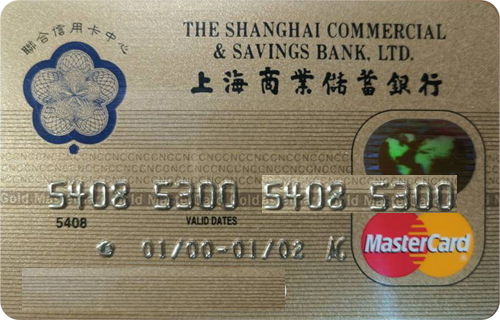 聯合信用卡中心
THE SHANGHAI COMMERCIAL
& SAVINGS BANK, LTD.
上海商業儲蓄銀行
5408 5300 5408 5300
5408 VALID DATES
01/00-01/02
MasterCard